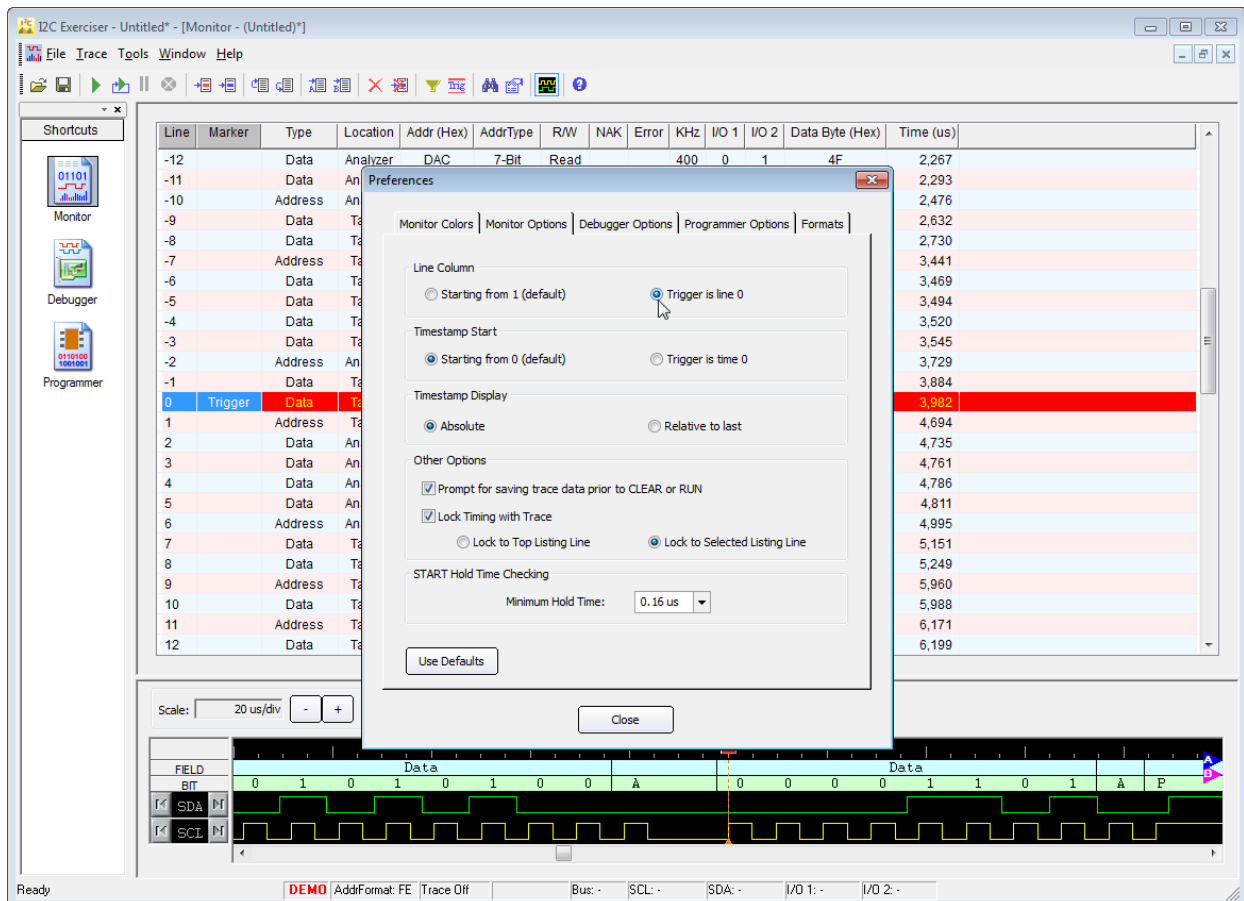 I2C Exerciser - Untitled* - [Monitor - (Untitled)*]
File Trace Tools Window Help
Shortcuts
Monitor
Debugger
Programmer
Line Marker Type Location Addr (Hex) AddrType R/W NAK Error KHz I/O 1 I/O 2 Data Byte (Hex) Time (us)
-12 Data Analyzer DAC 7-Bit Read 400 0 1 4F 2,267
-11 Data An 2,293
-10 Address An 2,476
-9 Data Ta 2,632
-8 Data Ta 2,730
-7 Address Ta 3,441
-6 Data Ta 3,469
-5 Data Ta 3,494
-4 Data Ta 3,520
-3 Data Ta 3,545
-2 Address An 3,729
-1 Data Ta 3,884
0 Trigger Data Ta 3,982
1 Address Ta 4,694
2 Data An 4,735
3 Data An 4,761
4 Data An 4,786
5 Data An 4,811
6 Address An 4,995
7 Data Ta 5,151
8 Data Ta 5,249
9 Address Ta 5,960
10 Data Ta 5,988
11 Address Ta 6,171
12 Data Ta 6,199
Preferences
Monitor Colors Monitor Options Debugger Options Programmer Options Formats
Line Column
Starting from 1 (default) Trigger is line 0
Timestamp Start
Starting from 0 (default) Trigger is time 0
Timestamp Display
Absolute Relative to last
Other Options
Prompt for saving trace data prior to CLEAR or RUN
Lock Timing with Trace
Lock to Top Listing Line Lock to Selected Listing Line
START Hold Time Checking
Minimum Hold Time: 0.16 us
Use Defaults
Close
Scale: 20 us/div - +
FIELD Data Data A
BIT 0 1 0 1 0 1 0 0 A 0 0 0 0 1 1 0 1 A P B
SDA
SCL
Ready DEMO AddrFormat: FE Trace Off Bus: - SCL: - SDA: - I/O 1: - I/O 2: -